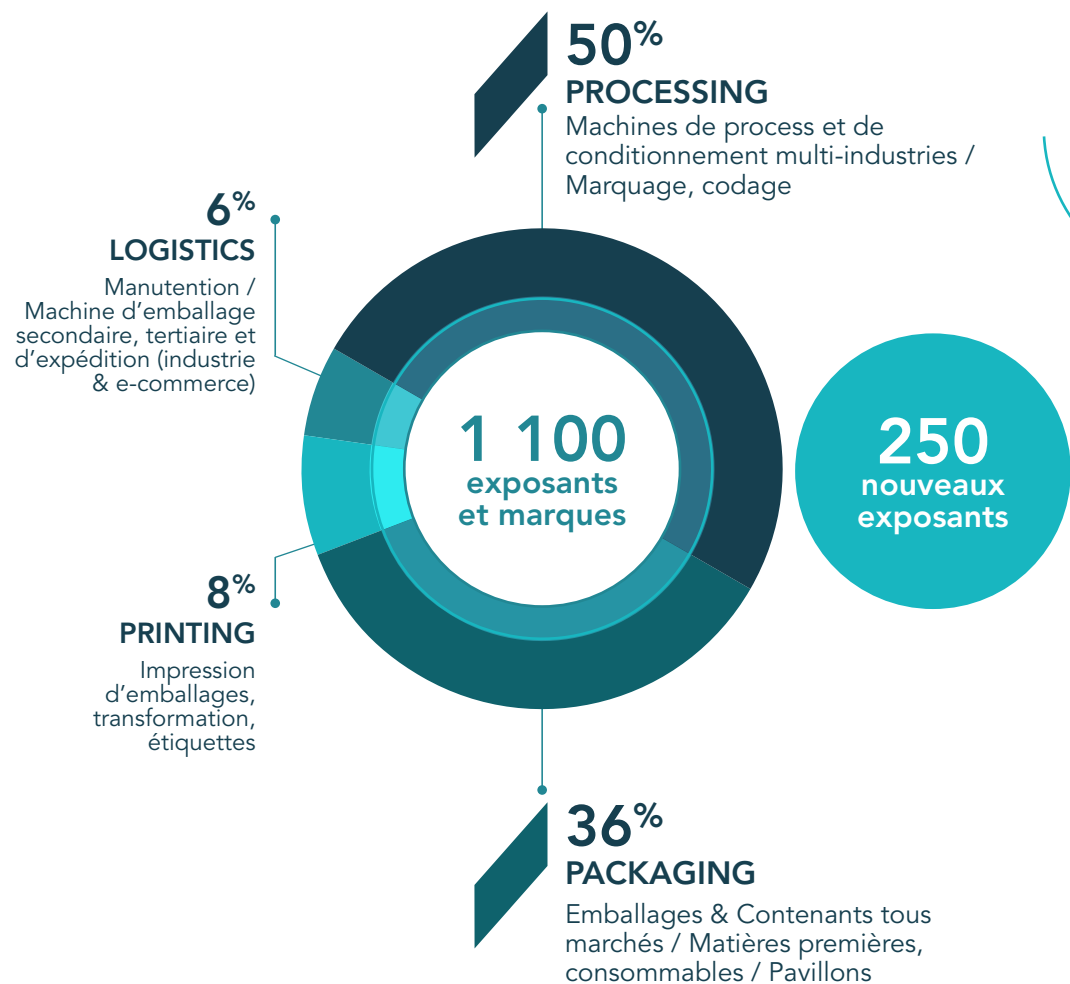 50%
PROCESSING
Machines de process et de
conditionnement multi-industries /
Marquage, codage
6%
LOGISTICS
Manutention /
Machine d’emballage
secondaire, tertiaire et
d’expédition (industrie
& e-commerce)
1 100
exposants
et marques
250
nouveaux
exposants
8%
PRINTING
Impression
d’emballages,
transformation,
étiquettes
36%
PACKAGING
Emballages & Contenants tous
marchés / Matières premières,
consommables / Pavillons